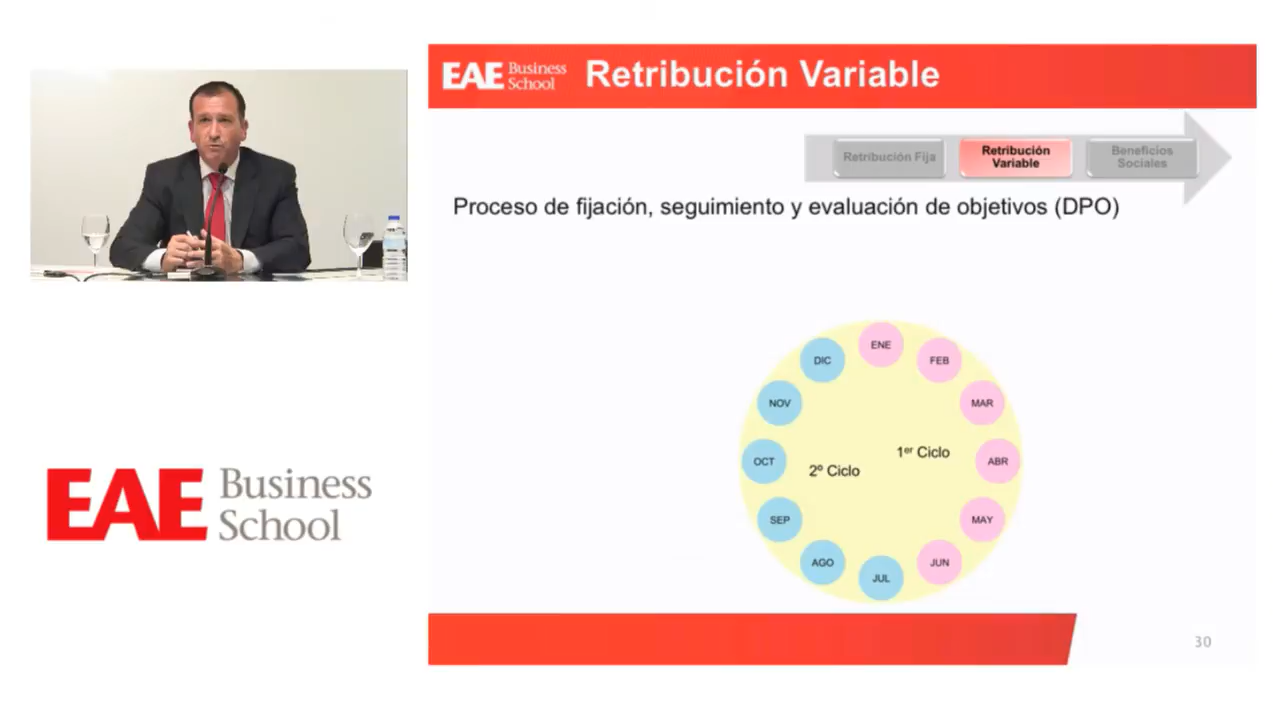 EAE Business School
Retribución Variable
Retribución Fija
Retribución Variable
Beneficios Sociales
Proceso de fijación, seguimiento y evaluación de objetivos (DPO)
ENE
FEB
MAR
ABR
MAY
JUN
JUL
AGO
SEP
OCT
NOV
DIC
1er Ciclo
2º Ciclo
EAE Business School
30